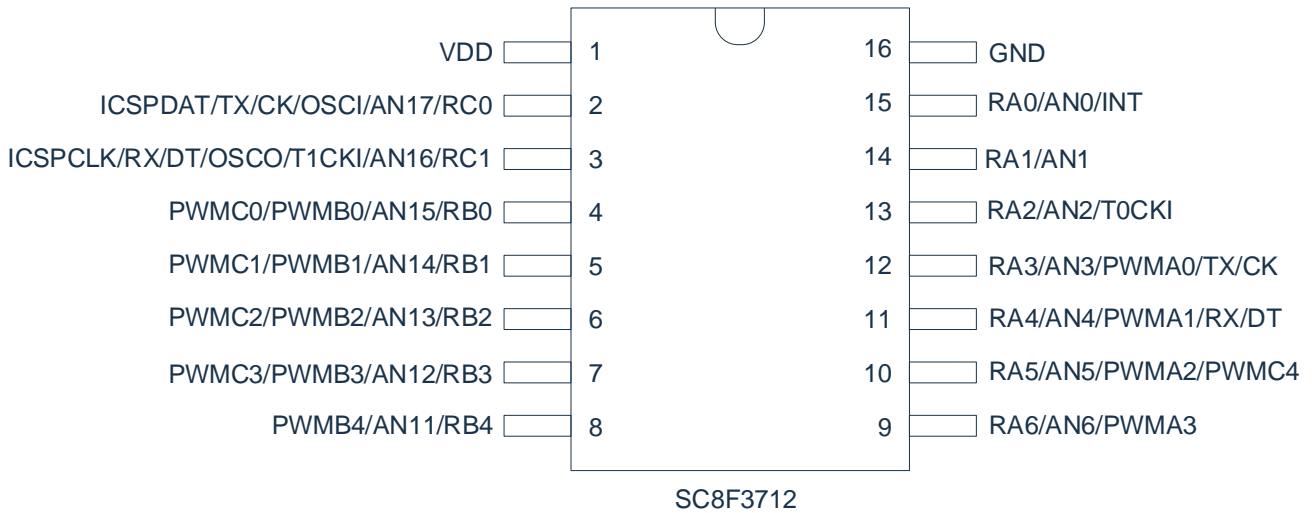 VDD 1 16 GND
ICSPDAT/TX/CK/OSCI/AN17/RC0 2 15 RA0/AN0/INT
ICSPCLK/RX/DT/OSCO/T1CKI/AN16/RC1 3 14 RA1/AN1
PWMC0/PWMB0/AN15/RB0 4 13 RA2/AN2/T0CKI
PWMC1/PWMB1/AN14/RB1 5 12 RA3/AN3/PWMA0/TX/CK
PWMC2/PWMB2/AN13/RB2 6 11 RA4/AN4/PWMA1/RX/DT
PWMC3/PWMB3/AN12/RB3 7 10 RA5/AN5/PWMA2/PWMC4
PWMB4/AN11/RB4 8 9 RA6/AN6/PWMA3
SC8F3712